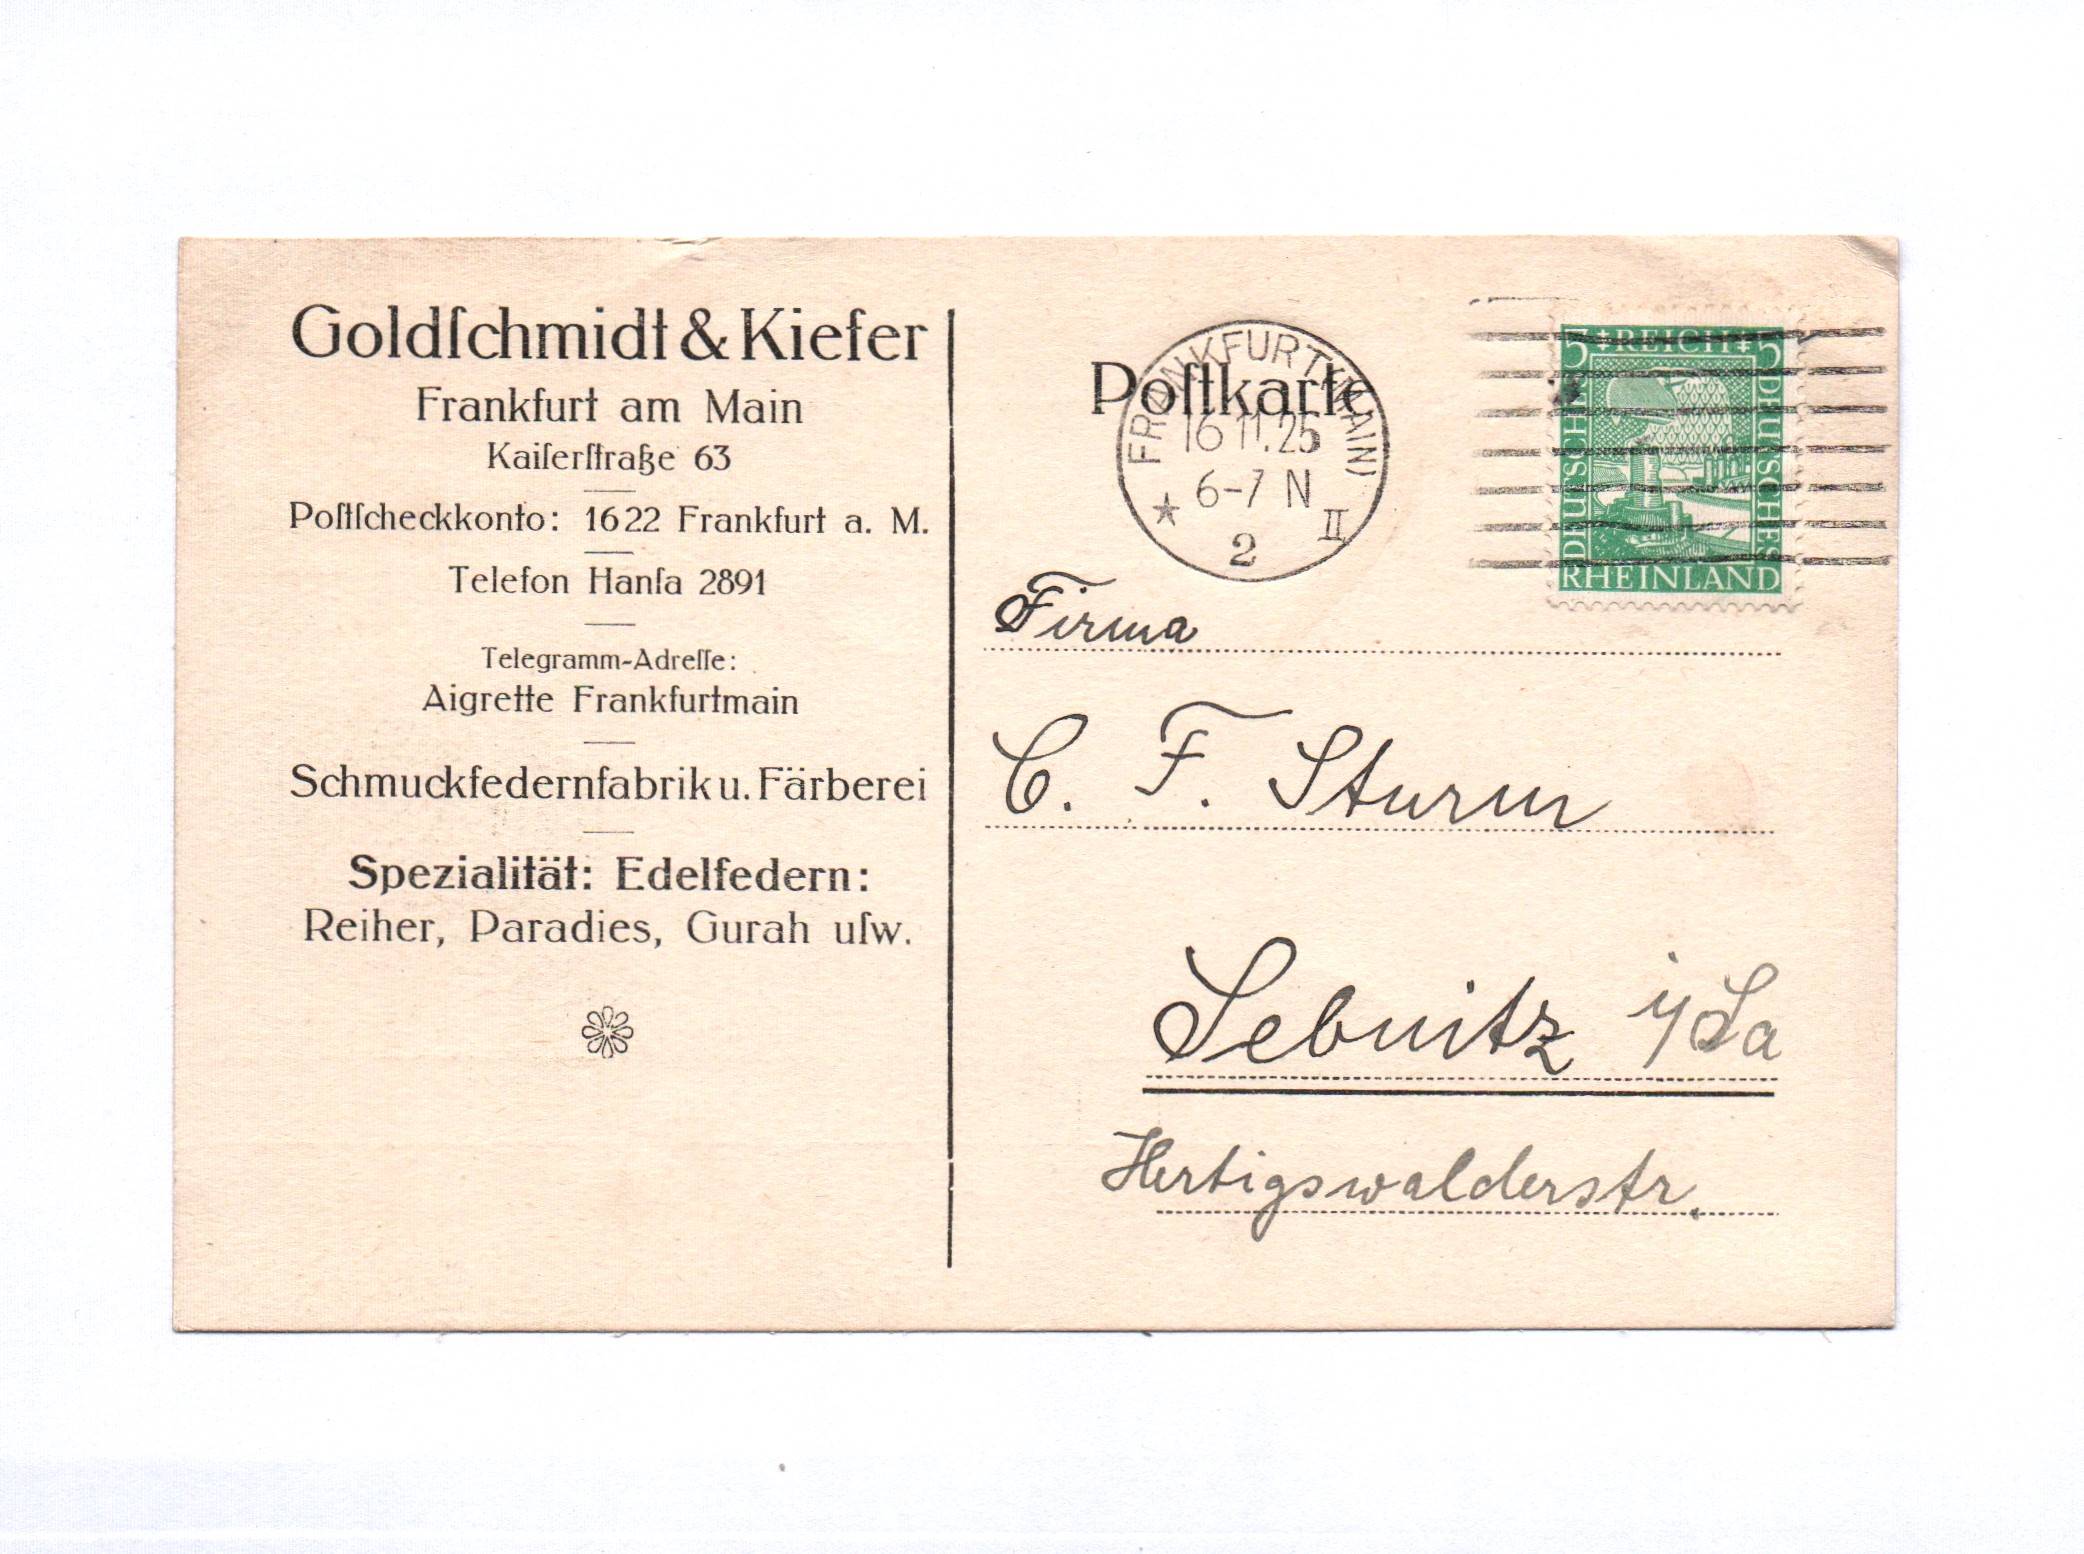 Goldſchmidt & Kiefer
Frankfurt am Main
Kaiſerſtraße 63
Poſtſcheckkonto: 1622 Frankfurt a. M.
Telefon Hanſa 2891
Telegramm-Adreſſe:
Aigrette Frankfurtmain
Schmuckfedernfabrik u. Färberei
Spezialität: Edelfedern:
Reiher, Paradies, Gurah uſw.
Poſtkarte
FRANKFURT (MAIN)
16 11.25
6-7 N
2 II
5 REICH 5
DEUTSCHES
DEUTSCHES
RHEINLAND
Firma
C. F. Sturm
Sebnitz i/Sa
Hertigswalderstr.